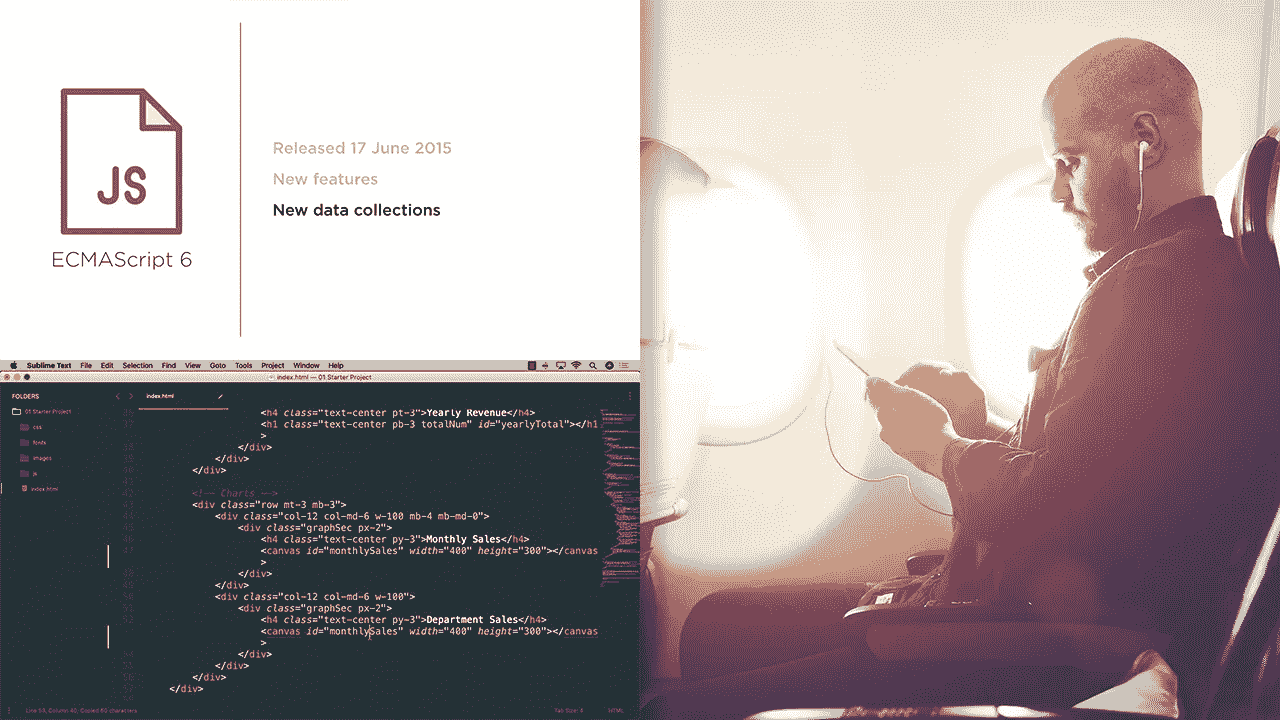 JS
ECMAScript 6
Released 17 June 2015
New features
New data collections
Sublime Text File Edit Selection Find View Goto Tools Project Window Help
index.html — 01 Starter Project
FOLDERS
01 Starter Project
css
fonts
images
js
index.html
index.html
<h4 class="text-center pt-3">Yearly Revenue</h4>
<h1 class="text-center pb-3 totalNum" id="yearlyTotal"></h1
>
</div>
</div>
</div>
<!-- Charts -->
<div class="row mt-3 mb-3">
<div class="col-12 col-md-6 w-100 mb-4 mb-md-0">
<div class="graphSec px-2">
<h4 class="text-center py-3">Monthly Sales</h4>
<canvas id="monthlySales" width="400" height="300"></canvas
>
</div>
</div>
<div class="col-12 col-md-6 w-100">
<div class="graphSec px-2">
<h4 class="text-center py-3">Department Sales</h4>
<canvas id="monthlySales" width="400" height="300"></canvas
>
</div>
</div>
</div>
</div>
Tab Size: 4 HTML